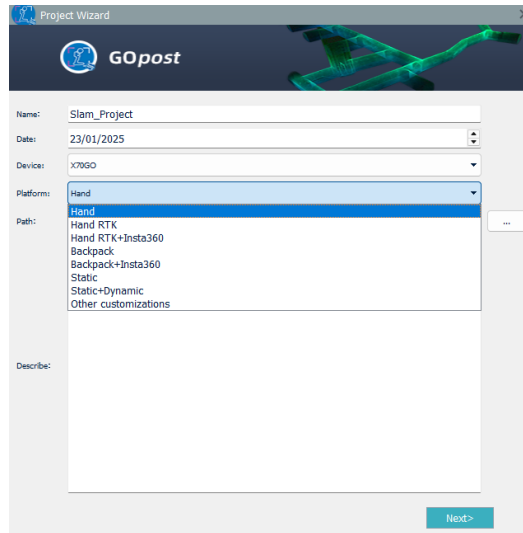 Project Wizard
GOpost
Name: Slam_Project
Date: 23/01/2025
Device: X70GO
Platform: Hand
Hand
Path: ...
Hand RTK
Hand RTK+Insta360
Backpack
Backpack+Insta360
Static
Static+Dynamic
Other customizations
Describe:
Next>